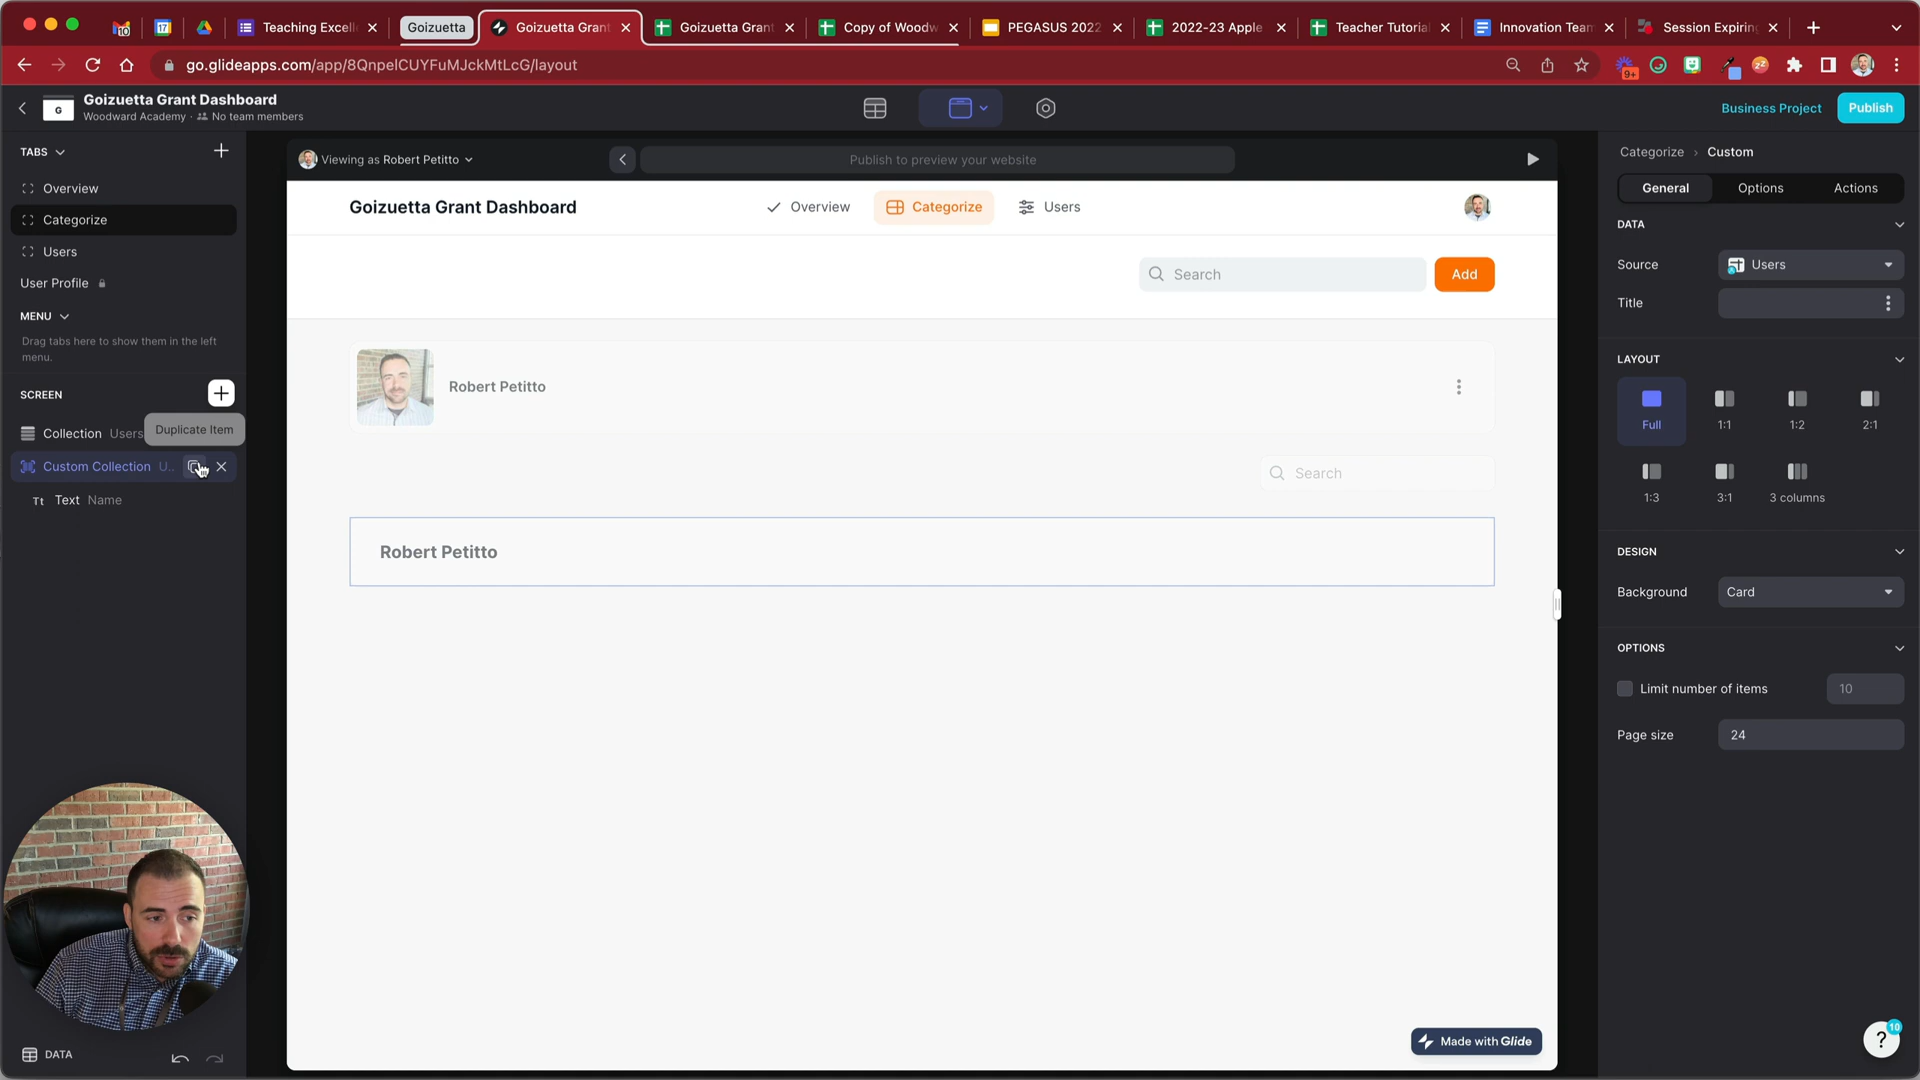 Teaching Excell
Goizuetta
Goizuetta Grant
Goizuetta Grant
Copy of Woodw
PEGASUS 2022
2022-23 Apple
Teacher Tutorial
Innovation Team
Session Expiring
go.glideapps.com/app/8QnpelCUYFuMJckMtLcG/layout
9+
G
Goizuetta Grant Dashboard
Woodward Academy · No team members
Business Project
Publish
TABS
Overview
Categorize
Users
User Profile
MENU
Drag tabs here to show them in the left
menu.
SCREEN
Collection Users
Duplicate Item
Custom Collection U..
Tt Text Name
DATA
Viewing as Robert Petitto
Publish to preview your website
Goizuetta Grant Dashboard
Overview
Categorize
Users
Search
Add
Robert Petitto
Search
Robert Petitto
Made with Glide
Categorize › Custom
General
Options
Actions
DATA
Source
Users
Title
LAYOUT
Full
1:1
1:2
2:1
1:3
3:1
3 columns
DESIGN
Background
Card
OPTIONS
Limit number of items
10
Page size
24
10
?